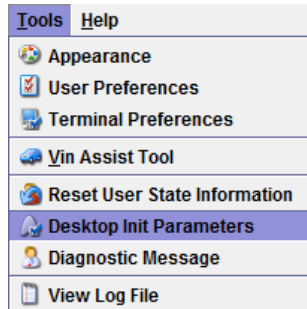 Tools Help
Appearance
User Preferences
Terminal Preferences
Vin Assist Tool
Reset User State Information
Desktop Init Parameters
Diagnostic Message
View Log File